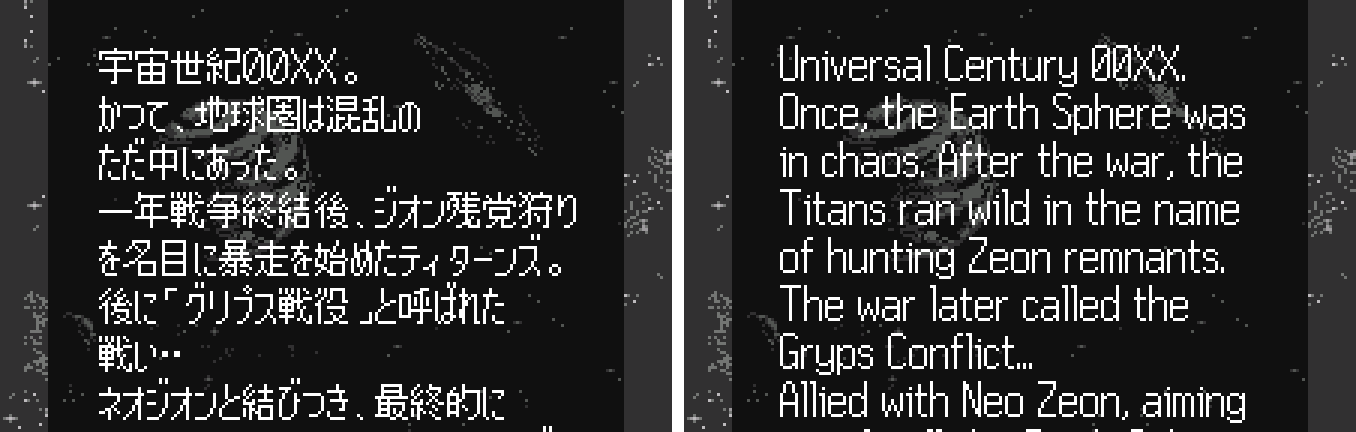 宇宙世紀00XX。
かつて、地球圏は混乱の
ただ中にあった。
一年戦争終結後、ジオン残党狩り
を名目に暴走を始めたティターンズ。
後に「グリプス戦役」と呼ばれた
戦い‥
ネオジオンと結びつき、最終的に
Universal Century 00XX.
Once, the Earth Sphere was
in chaos. After the war, the
Titans ran wild in the name
of hunting Zeon remnants.
The war later called the
Gryps Conflict...
Allied with Neo Zeon, aiming